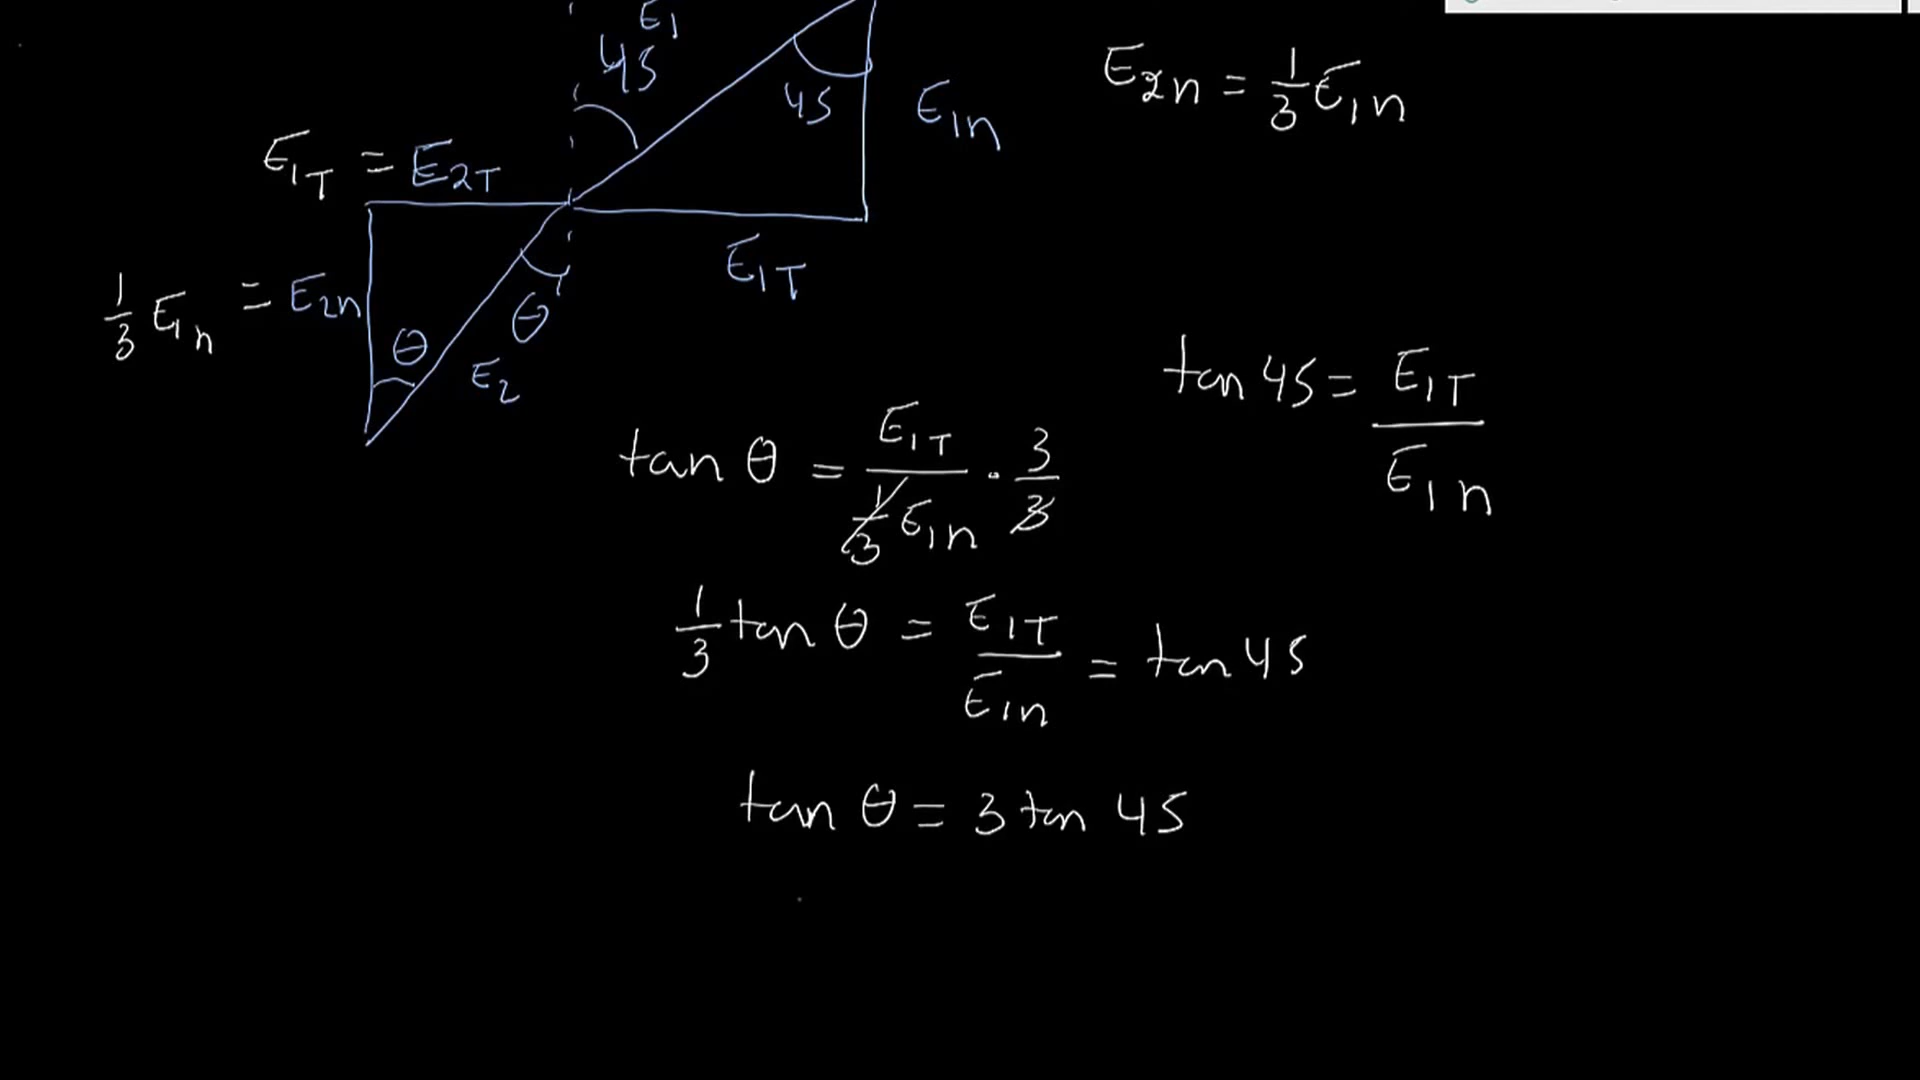 E1
45
45
E1n
E2n = 1/3 E1n
E1T = E2T
E1T
1/3 E1n = E2n
θ
θ
E2
tan 45 = E1T / E1n
tan θ = E1T / (1/3 E1n) · 3/3
1/3 tan θ = E1T / E1n = tan 45
tan θ = 3 tan 45